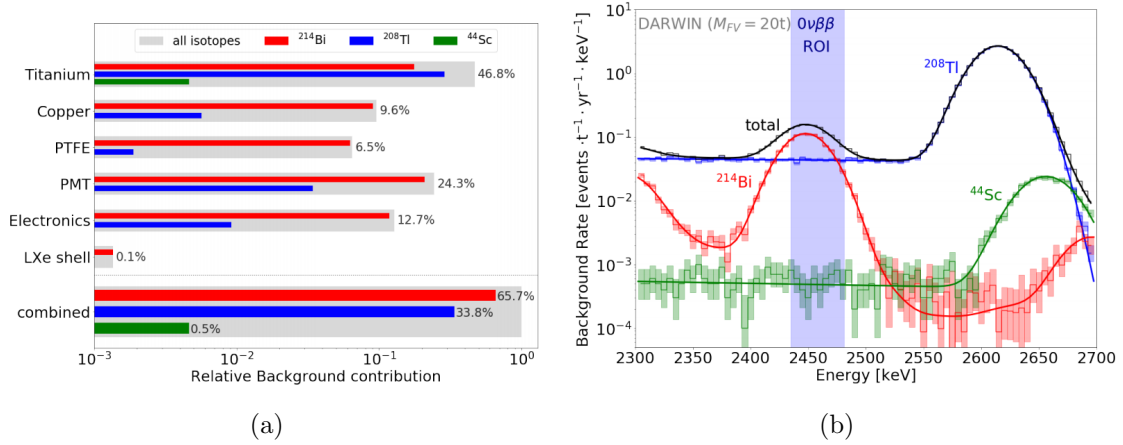 all isotopes ²¹⁴Bi ²⁰⁸Tl ⁴⁴Sc
Titanium 46.8%
Copper 9.6%
PTFE 6.5%
PMT 24.3%
Electronics 12.7%
LXe shell 0.1%
65.7%
combined 33.8%
0.5%
10⁻³ 10⁻² 10⁻¹ 10⁰
Relative Background contribution
(a)
DARWIN (M_FV = 20t) 0νββ
ROI
10¹
10⁰
10⁻¹
10⁻²
10⁻³
10⁻⁴
Background Rate [events · t⁻¹ · yr⁻¹ · keV⁻¹]
²⁰⁸Tl
total
²¹⁴Bi
⁴⁴Sc
2300 2350 2400 2450 2500 2550 2600 2650 2700
Energy [keV]
(b)